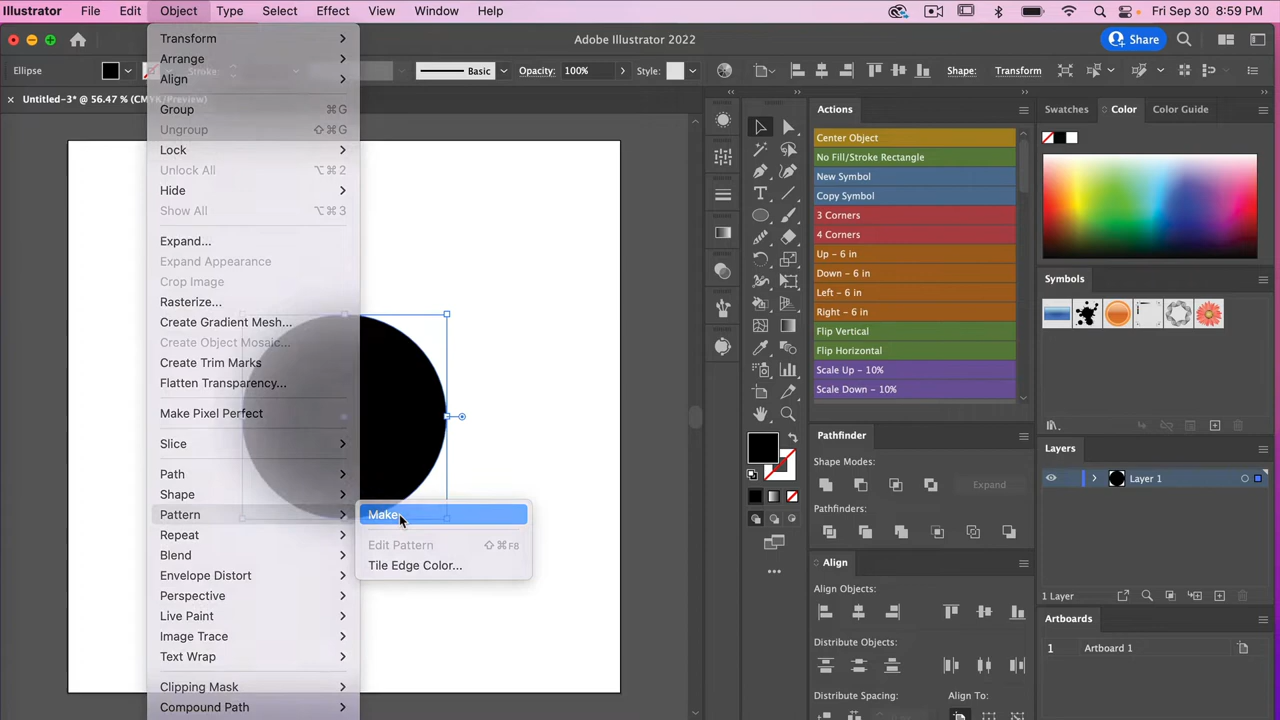 Illustrator File Edit Object Type Select Effect View Window Help Fri Sep 30 8:59 PM
Adobe Illustrator 2022 Share
Ellipse Stroke: Basic Opacity: 100% Style: Shape: Transform
Untitled-3* @ 56.47 % (CMYK/Preview)
Transform
Arrange
Align
Group ⌘G
Ungroup ⇧⌘G
Lock
Unlock All ⌥⌘2
Hide
Show All ⌥⌘3
Expand...
Expand Appearance
Crop Image
Rasterize...
Create Gradient Mesh...
Create Object Mosaic...
Create Trim Marks
Flatten Transparency...
Make Pixel Perfect
Slice
Path
Shape
Pattern
Repeat
Blend
Envelope Distort
Perspective
Live Paint
Image Trace
Text Wrap
Clipping Mask
Compound Path
Make
Edit Pattern ⇧⌘F8
Tile Edge Color...
Actions
Center Object
No Fill/Stroke Rectangle
New Symbol
Copy Symbol
3 Corners
4 Corners
Up - 6 in
Down - 6 in
Left - 6 in
Right - 6 in
Flip Vertical
Flip Horizontal
Scale Up - 10%
Scale Down - 10%
Pathfinder
Shape Modes:
Expand
Pathfinders:
Align
Align Objects:
Distribute Objects:
Distribute Spacing: Align To:
Swatches Color Color Guide
Symbols
Layers
Layer 1
1 Layer
Artboards
1 Artboard 1